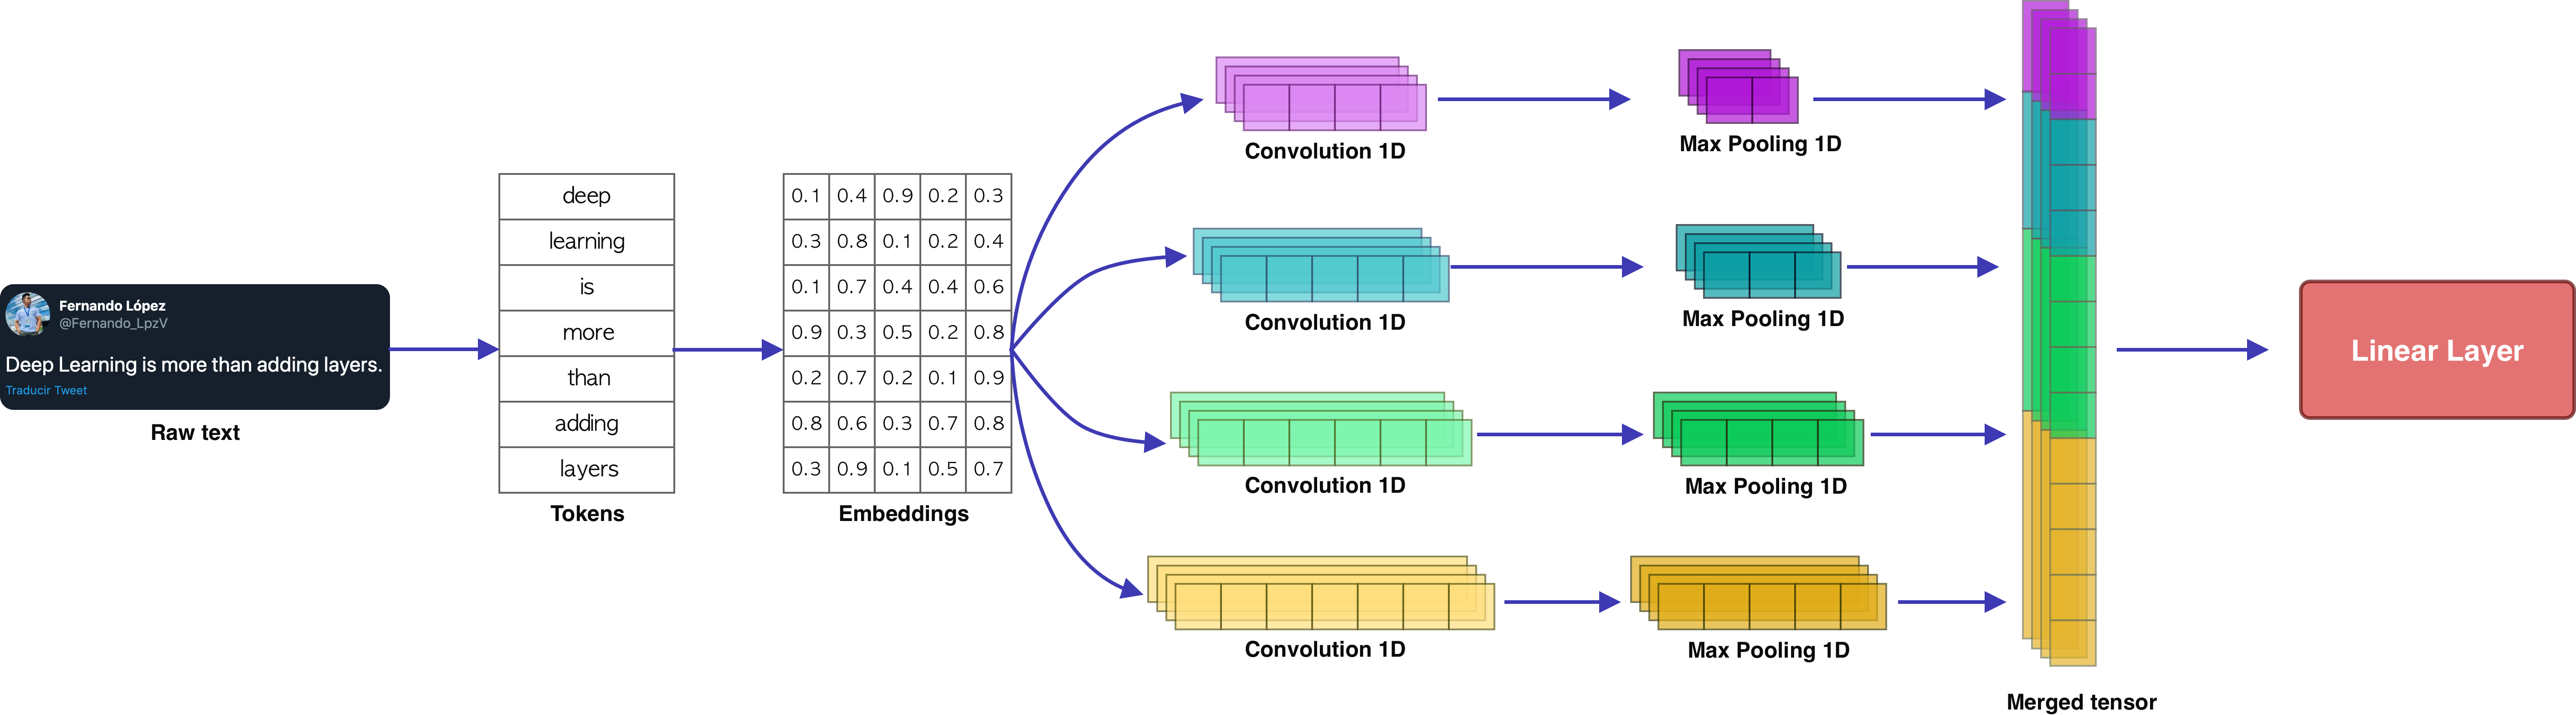 Fernando López
@Fernando_LpzV
Deep Learning is more than adding layers.
Traducir Tweet
Raw text
deep
learning
is
more
than
adding
layers
Tokens
0.1 0.4 0.9 0.2 0.3
0.3 0.8 0.1 0.2 0.4
0.1 0.7 0.4 0.4 0.6
0.9 0.3 0.5 0.2 0.8
0.2 0.7 0.2 0.1 0.9
0.8 0.6 0.3 0.7 0.8
0.3 0.9 0.1 0.5 0.7
Embeddings
Convolution 1D
Max Pooling 1D
Convolution 1D
Max Pooling 1D
Convolution 1D
Max Pooling 1D
Convolution 1D
Max Pooling 1D
Merged tensor
Linear Layer